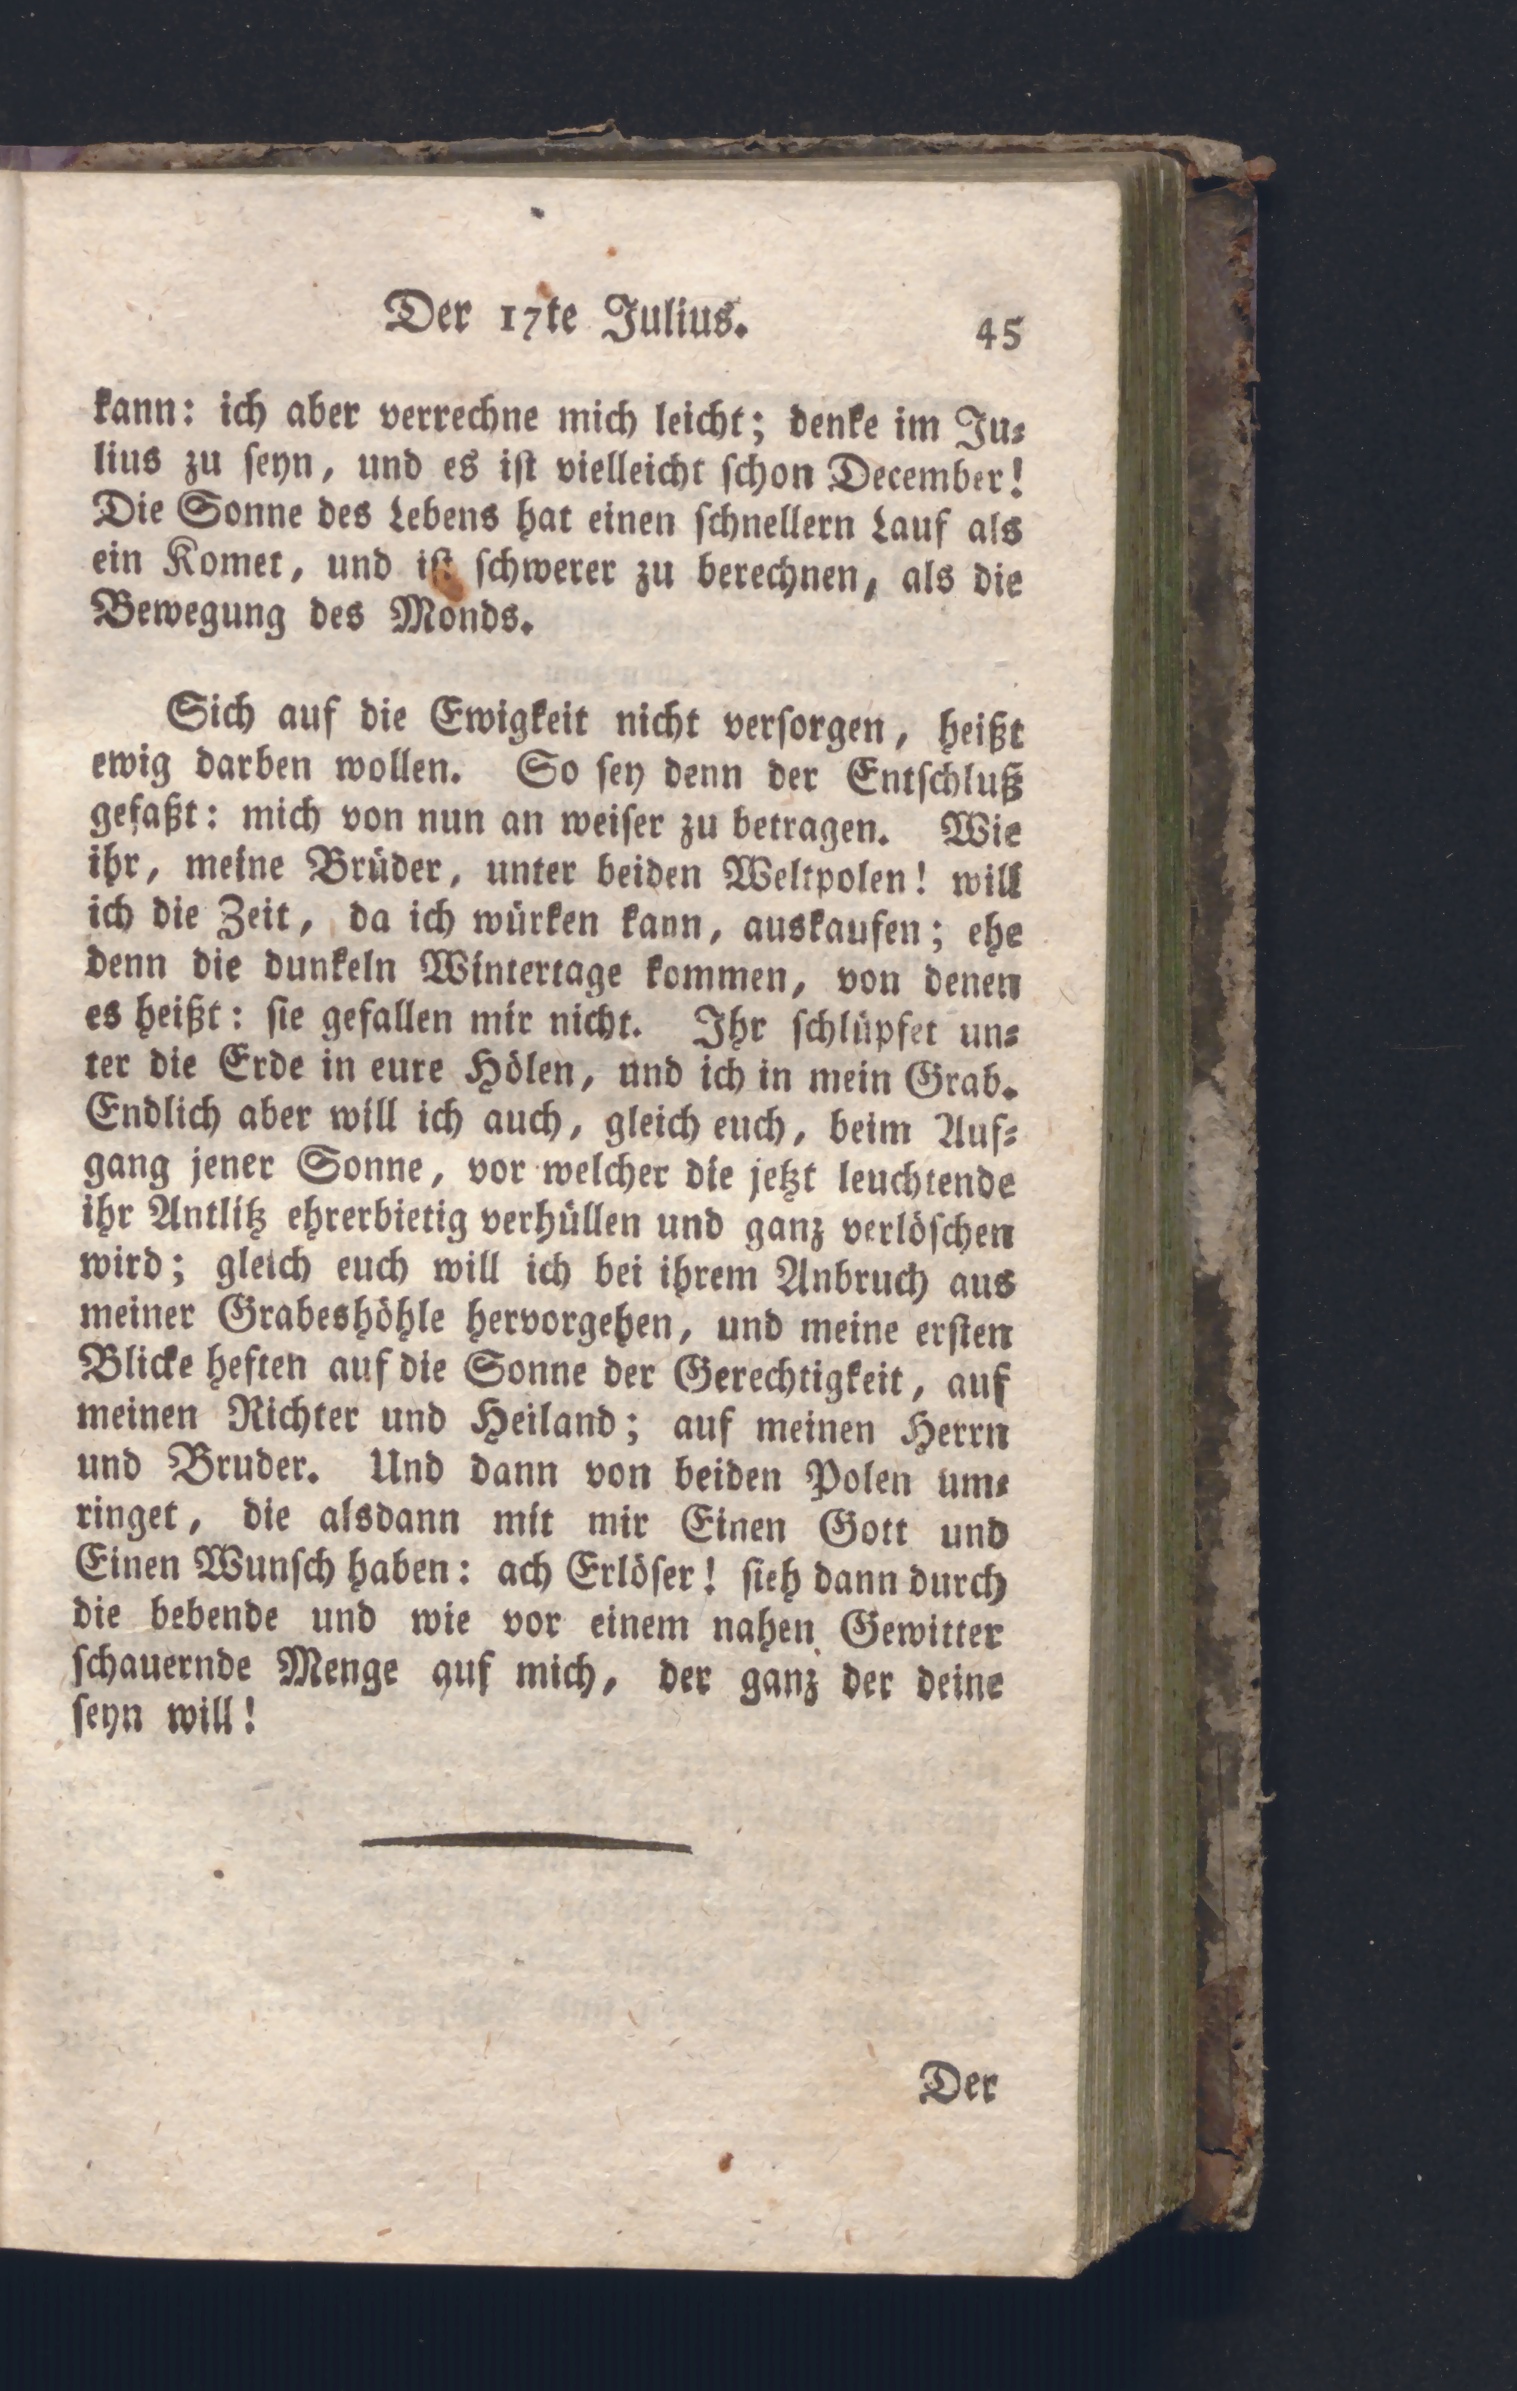 Der 17te Julius.
45
kann: ich aber verrechne mich leicht; denke im Ju⸗
lius zu ſeyn, und es iſt vielleicht ſchon December!
Die Sonne des Lebens hat einen ſchnellern Lauf als
ein Komet, und iſt ſchwerer zu berechnen, als die
Bewegung des Monds.
Sich auf die Ewigkeit nicht verſorgen, heißt
ewig darben wollen. So ſey denn der Entſchluß
gefaßt: mich von nun an weiſer zu betragen. Wie
ihr, meine Brüder, unter beiden Weltpolen! will
ich die Zeit, da ich würken kann, auskaufen; ehe
denn die dunkeln Wintertage kommen, von denen
es heißt: ſie gefallen mir nicht. Ihr ſchlüpfet un⸗
ter die Erde in eure Hölen, und ich in mein Grab.
Endlich aber will ich auch, gleich euch, beim Auf⸗
gang jener Sonne, vor welcher die jetzt leuchtende
ihr Antlitz ehrerbietig verhüllen und ganz verlöſchen
wird; gleich euch will ich bei ihrem Anbruch aus
meiner Grabeshöhle hervorgehen, und meine erſten
Blicke heften auf die Sonne der Gerechtigkeit, auf
meinen Richter und Heiland; auf meinen Herrn
und Bruder. Und dann von beiden Polen um⸗
ringet, die alsdann mit mir Einen Gott und
Einen Wunſch haben: ach Erlöſer! ſieh dann durch
die bebende und wie vor einem nahen Gewitter
ſchauernde Menge auf mich, der ganz der deine
ſeyn will!
Der